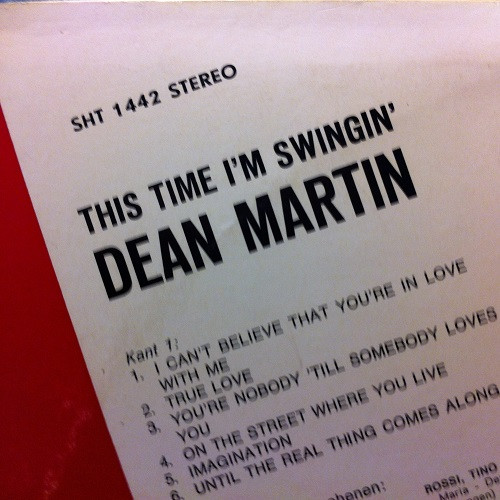 SHT 1442 STEREO
THIS TIME I'M SWINGIN'
DEAN MARTIN
Kant 1:
1. I CAN'T BELIEVE THAT YOU'RE IN LOVE
WITH ME
2. TRUE LOVE
3. YOU'RE NOBODY 'TILL SOMEBODY LOVES
YOU
4. ON THE STREET WHERE YOU LIVE
5. IMAGINATION
6. UNTIL THE REAL THING COMES ALONG
ROSSI, TINO
Maria - D